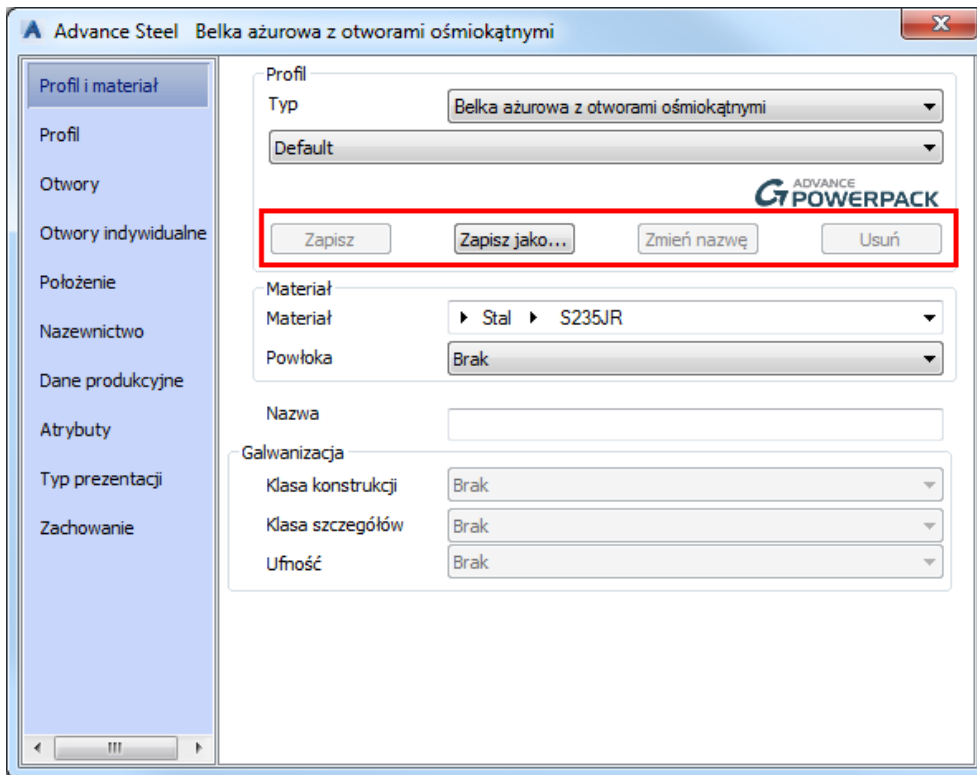 Advance Steel Belka ażurowa z otworami ośmiokątnymi
Profil i materiał
Profil
Otwory
Otwory indywidualne
Położenie
Nazewnictwo
Dane produkcyjne
Atrybuty
Typ prezentacji
Zachowanie
Profil
Typ Belka ażurowa z otworami ośmiokątnymi
Default
ADVANCE
POWERPACK
Zapisz Zapisz jako... Zmień nazwę Usuń
Materiał
Materiał Stal S235JR
Powłoka Brak
Nazwa
Galwanizacja
Klasa konstrukcji Brak
Klasa szczegółów Brak
Ufność Brak